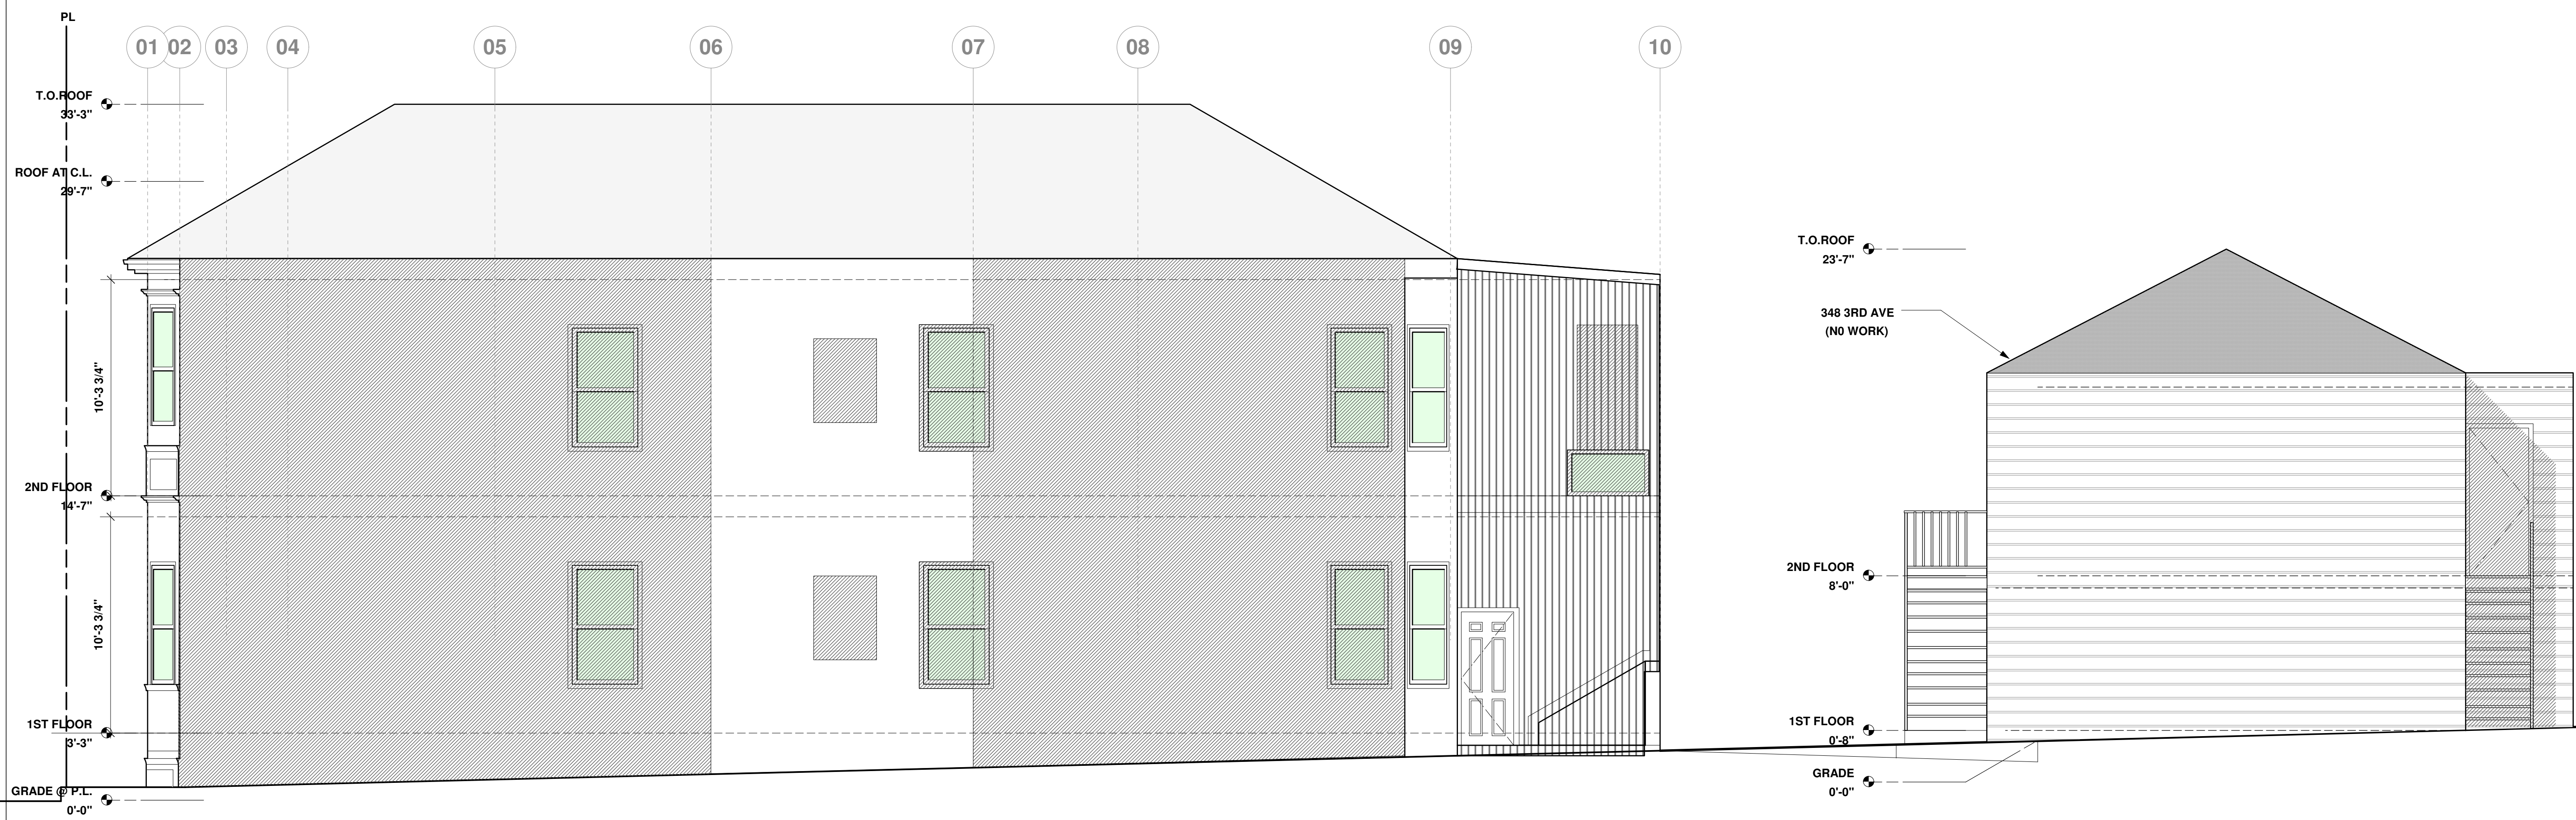 PL
01 02 03 04 05 06 07 08 09 10
T.O.ROOF
33'-3"
ROOF AT C.L.
29'-7"
10'-3 3/4"
2ND FLOOR
14'-7"
10'-3 3/4"
1ST FLOOR
3'-3"
GRADE @ P.L.
0'-0"
T.O.ROOF
23'-7"
348 3RD AVE
(N0 WORK)
2ND FLOOR
8'-0"
1ST FLOOR
0'-8"
GRADE
0'-0"